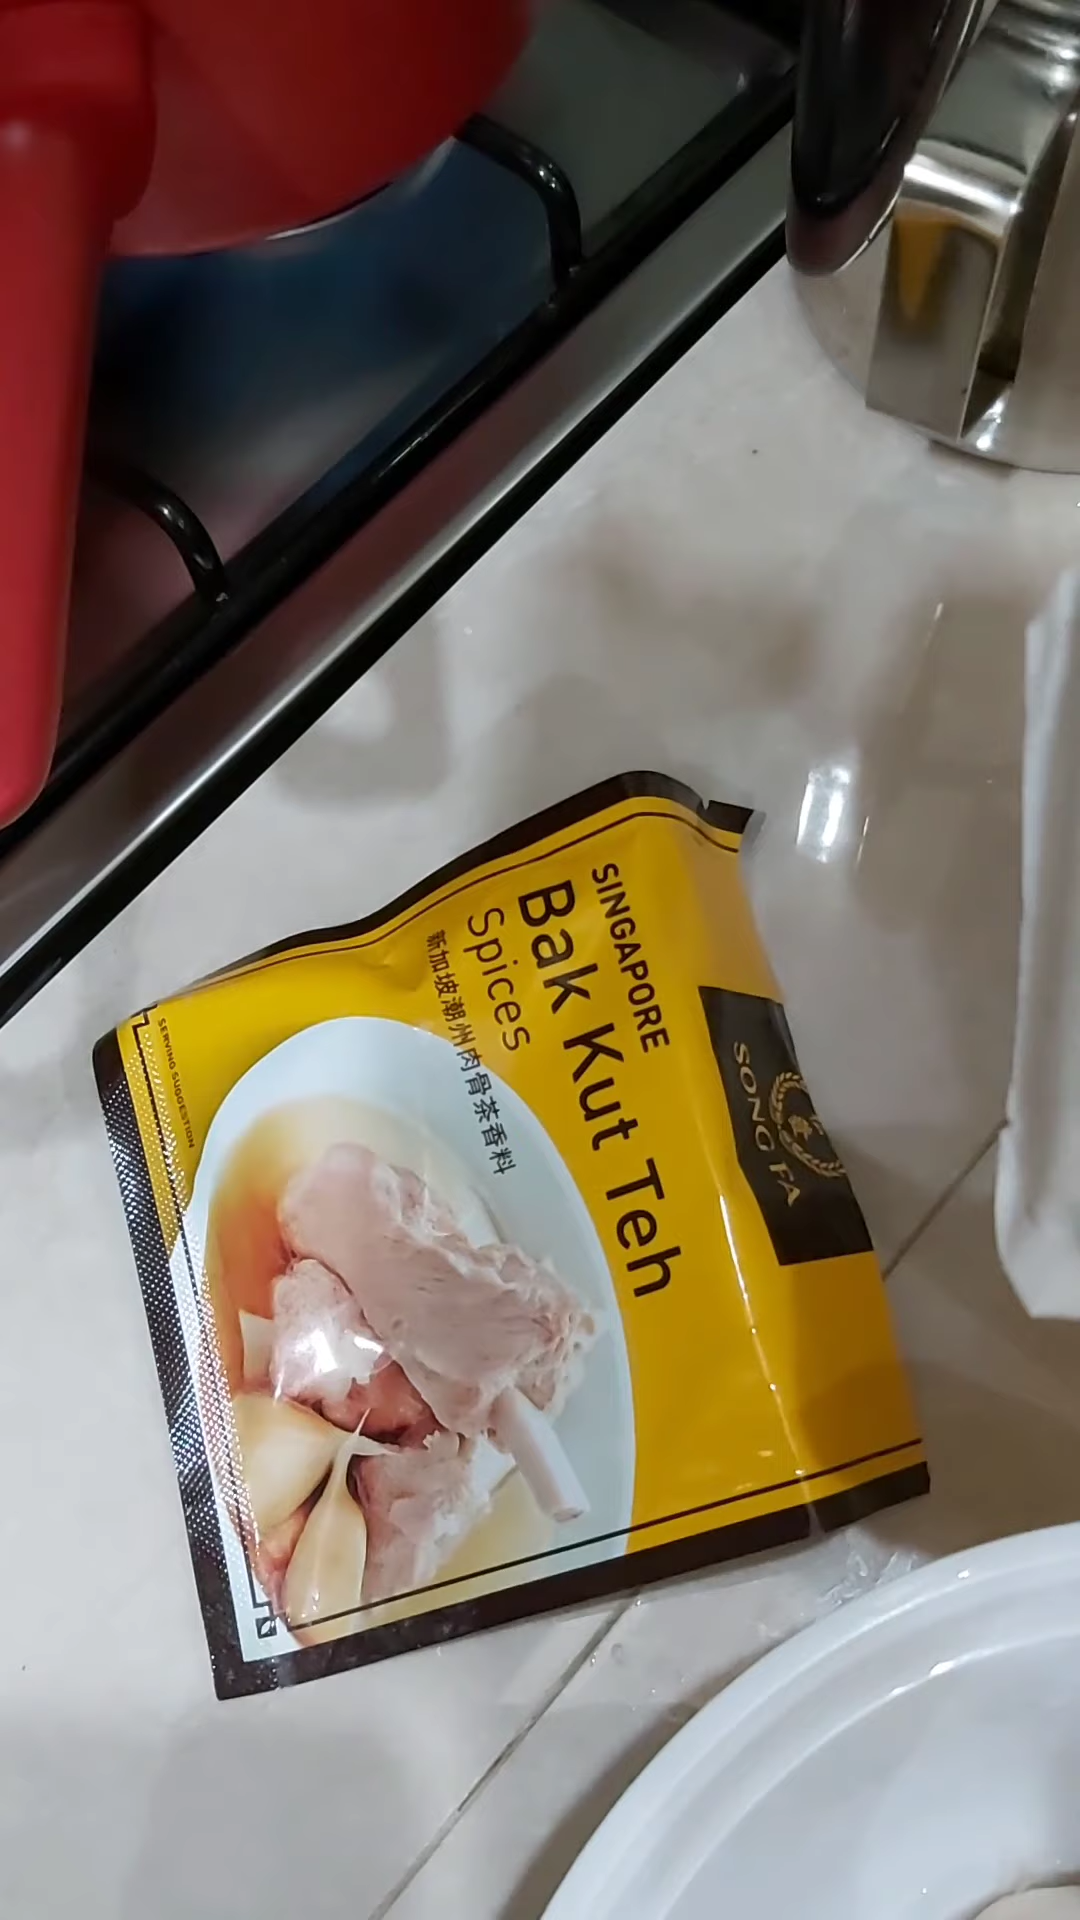 SONG FA
SINGAPORE
Bak Kut Teh
Spices
新加坡潮州肉骨茶香料
SERVING SUGGESTION